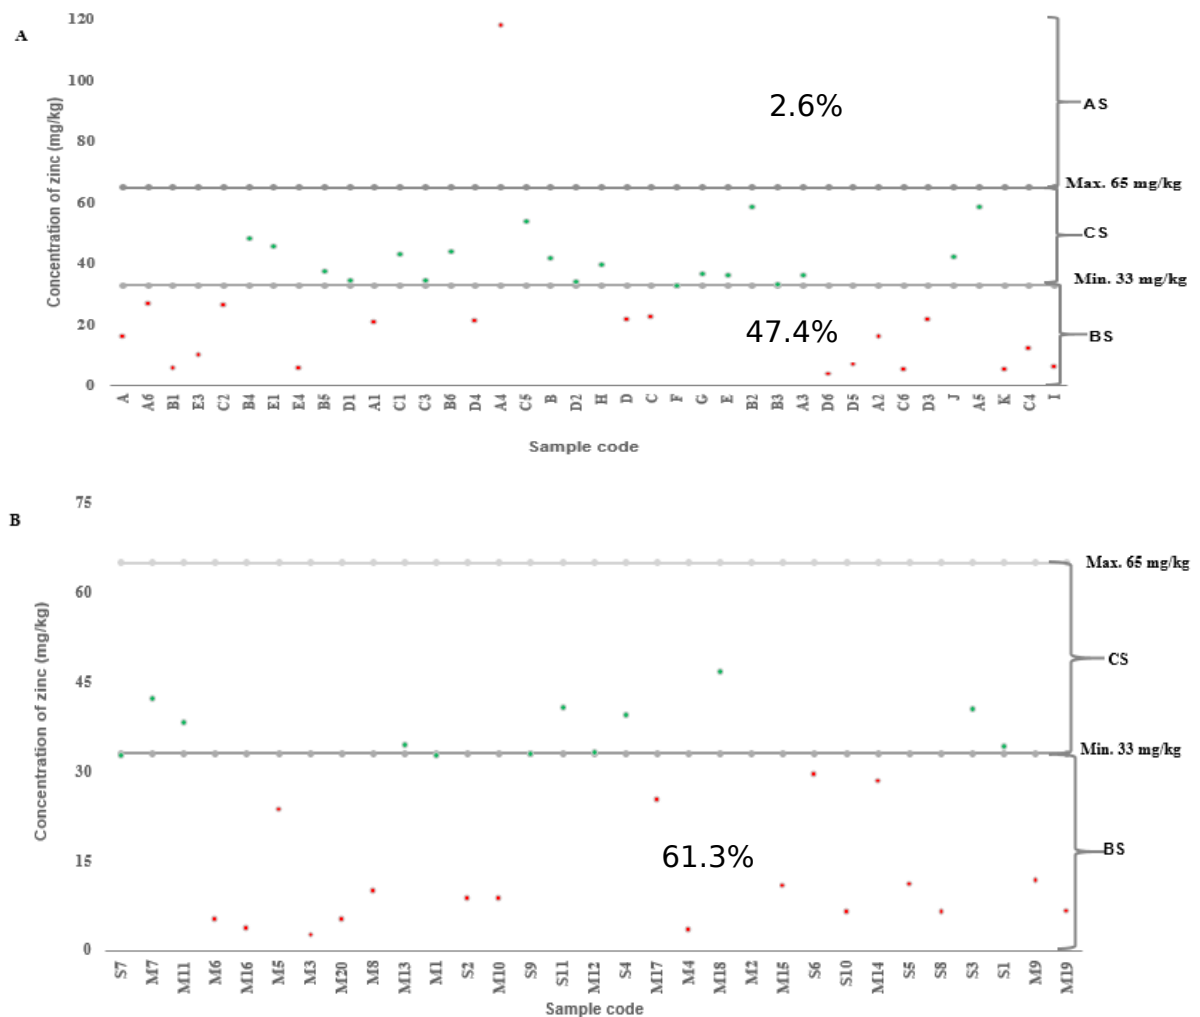 A
120
100
80
60
40
20
0
Concentration of zinc (mg/kg)
2.6%
47.4%
AS
Max. 65 mg/kg
CS
Min. 33 mg/kg
BS
A A6 B1 E3 C2 B4 E1 E4 B5 D1 A1 C1 C3 B6 D4 A4 C5 B D2 H D C F G E B2 B3 A3 D6 D5 A2 C6 D3 J A5 K C4 I
Sample code
B
75
60
45
30
15
0
Concentration of zinc (mg/kg)
61.3%
Max. 65 mg/kg
CS
Min. 33 mg/kg
BS
S7 M7 M11 M6 M16 M5 M3 M20 M8 M13 M1 S2 M10 S9 S11 M12 S4 M17 M4 M18 M2 M15 S6 S10 M14 S5 S8 S3 S1 M9 M19
Sample code